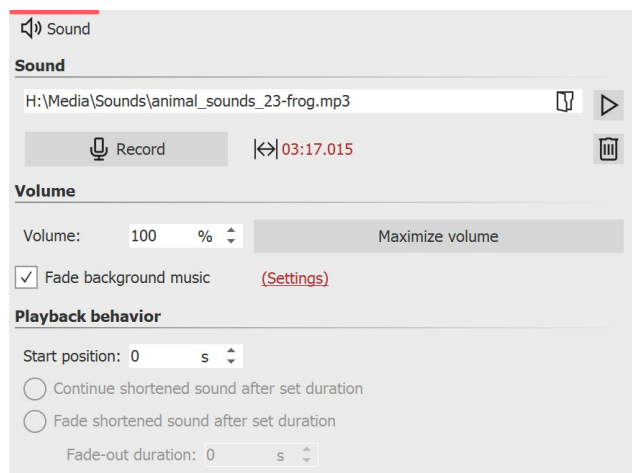 Sound
Sound
H:\Media\Sounds\animal_sounds_23-frog.mp3
Record 03:17.015
Volume
Volume: 100 % Maximize volume
Fade background music (Settings)
Playback behavior
Start position: 0 s
Continue shortened sound after set duration
Fade shortened sound after set duration
Fade-out duration: 0 s